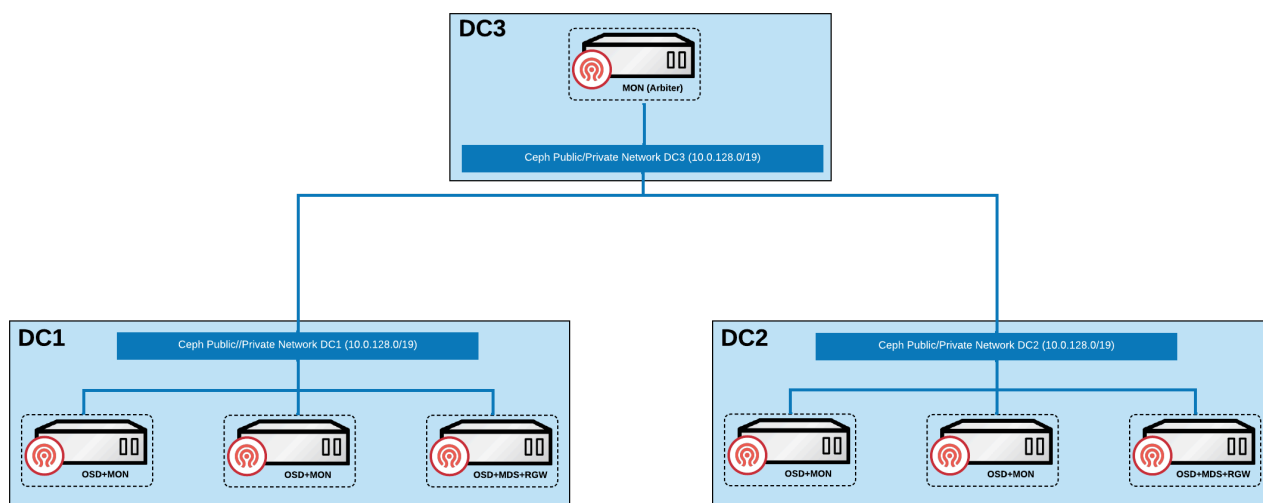 DC3
MON (Arbiter)
Ceph Public/Private Network DC3 (10.0.128.0/19)
DC1
Ceph Public//Private Network DC1 (10.0.128.0/19)
OSD+MON
OSD+MON
OSD+MDS+RGW
DC2
Ceph Public/Private Network DC2 (10.0.128.0/19)
OSD+MON
OSD+MON
OSD+MDS+RGW